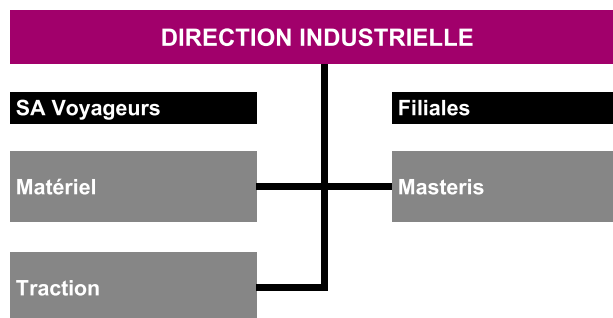 DIRECTION INDUSTRIELLE
SA Voyageurs
Filiales
Matériel
Masteris
Traction